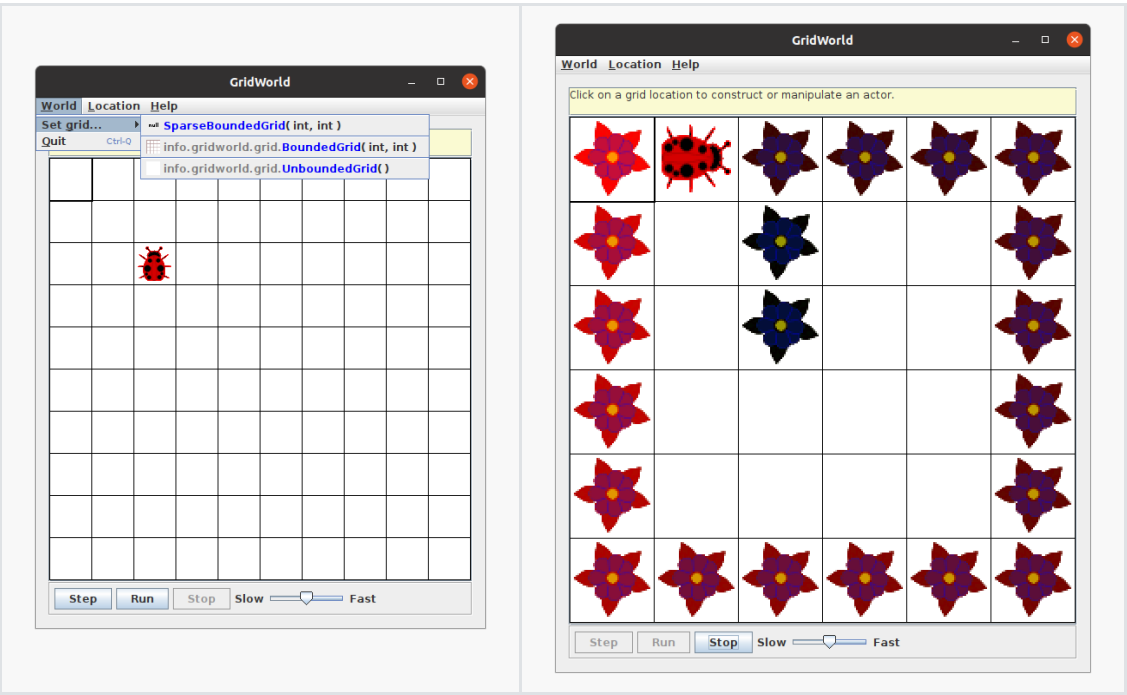 GridWorld
World Location Help
Set grid... null SparseBoundedGrid( int, int )
Quit Ctrl-Q info.gridworld.grid.BoundedGrid( int, int )
info.gridworld.grid.UnboundedGrid( )
Step Run Stop Slow Fast
GridWorld
World Location Help
Click on a grid location to construct or manipulate an actor.
Step Run Stop Slow Fast